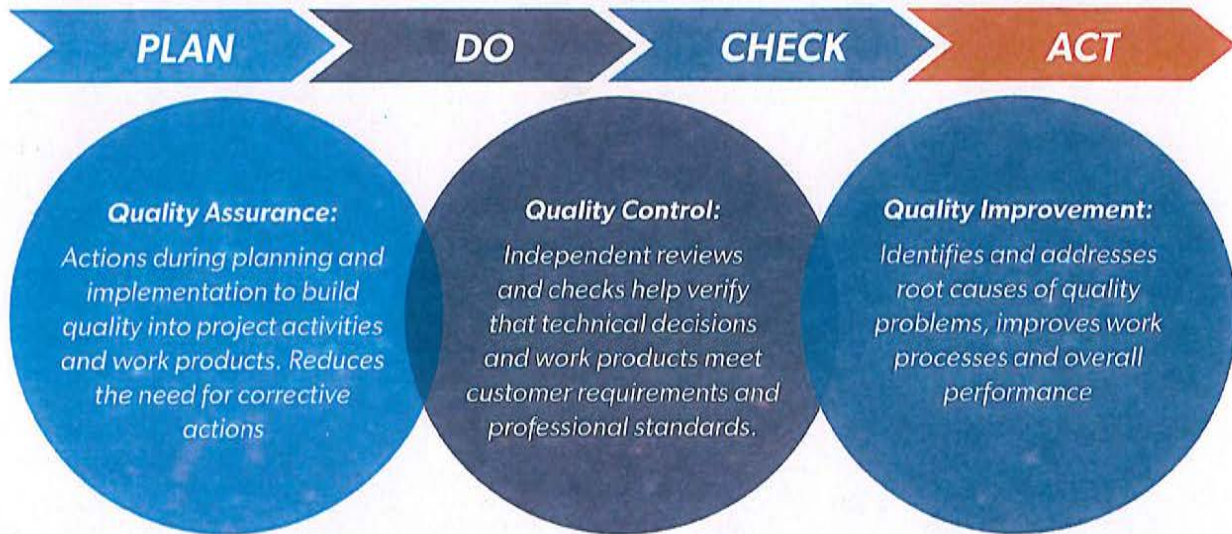 PLAN DO CHECK ACT
Quality Assurance:
Actions during planning and
implementation to build
quality into project activities
and work products. Reduces
the need for corrective
actions
Quality Control:
Independent reviews
and checks help verify
that technical decisions
and work products meet
customer requirements and
professional standards.
Quality Improvement:
Identifies and addresses
root causes of quality
problems, improves work
processes and overall
performance